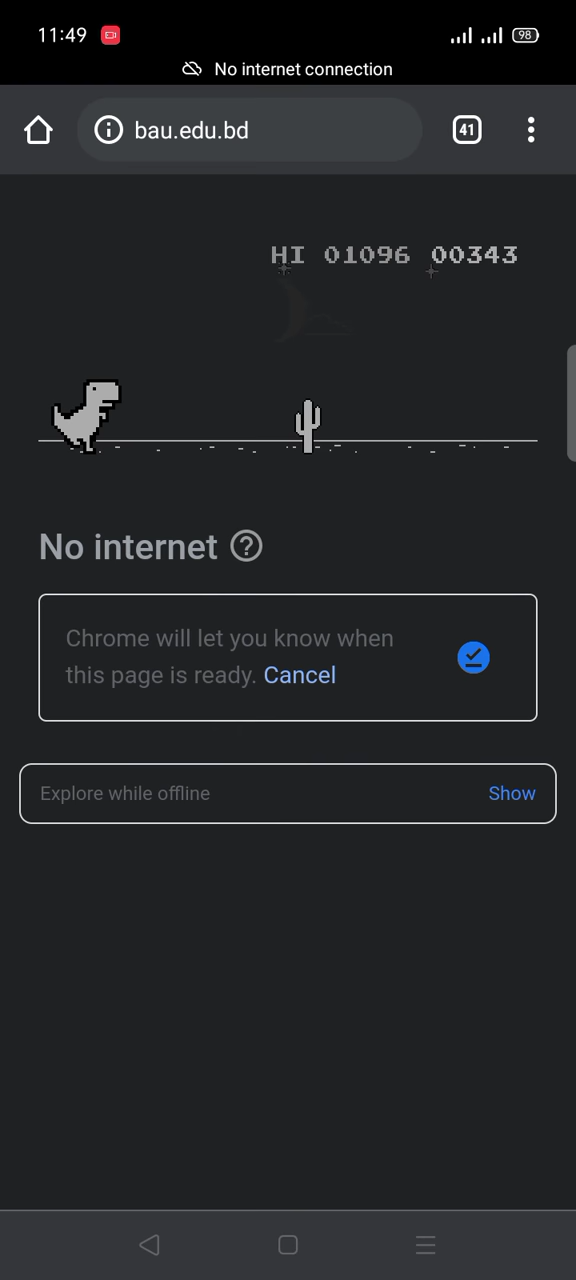 11:49
98
No internet connection
bau.edu.bd
41
HI 01096 00343
No internet
Chrome will let you know when
this page is ready. Cancel
Explore while offline Show